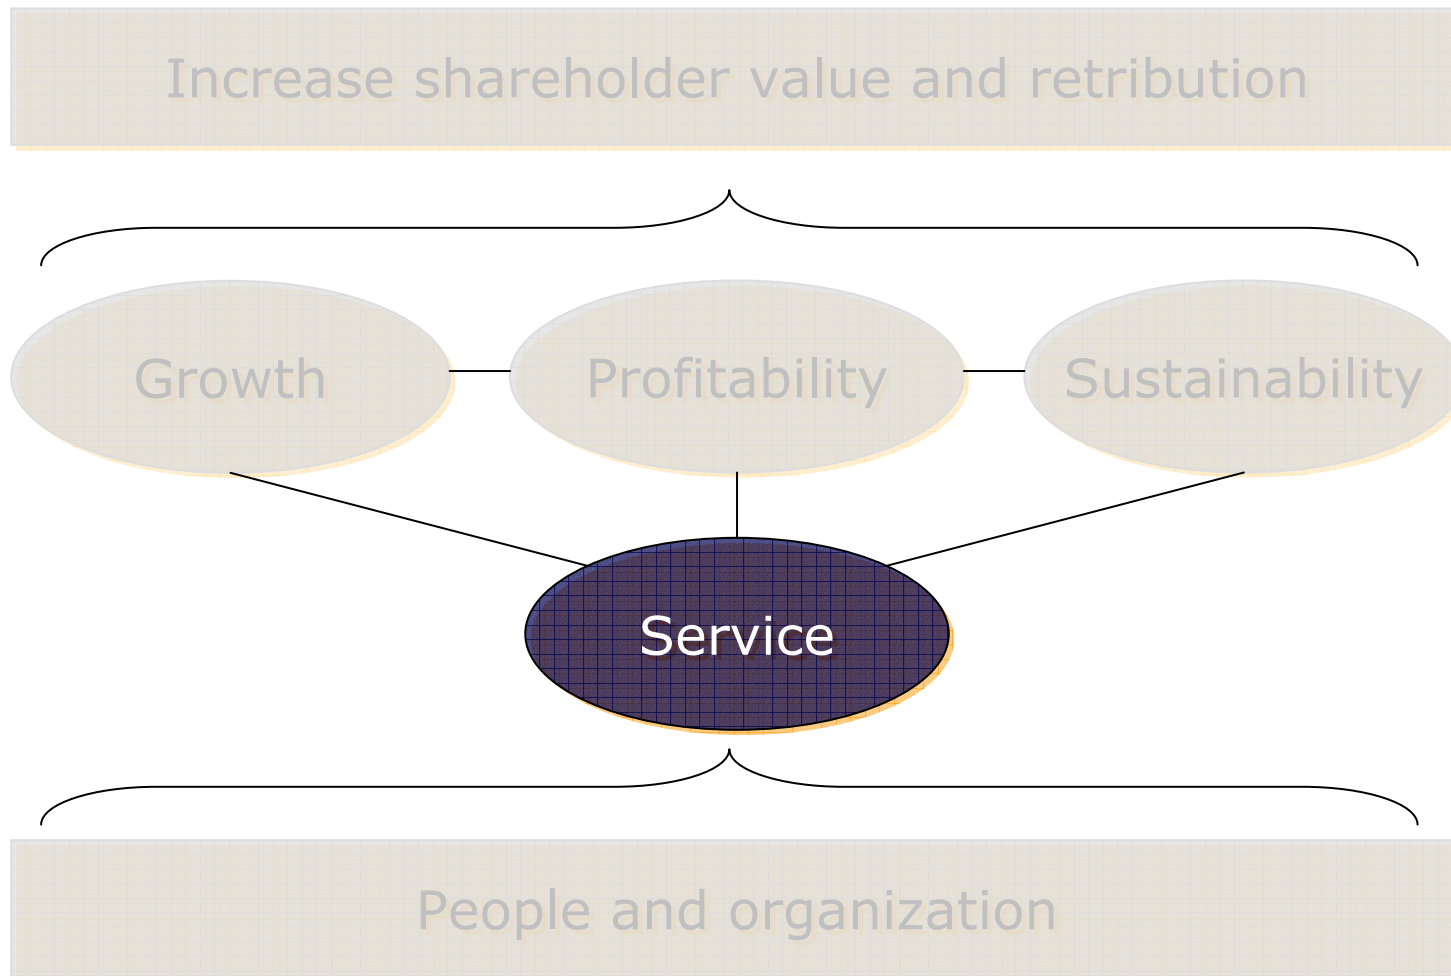 Increase shareholder value and retribution
Growth
Profitability
Sustainability
Service
People and organization